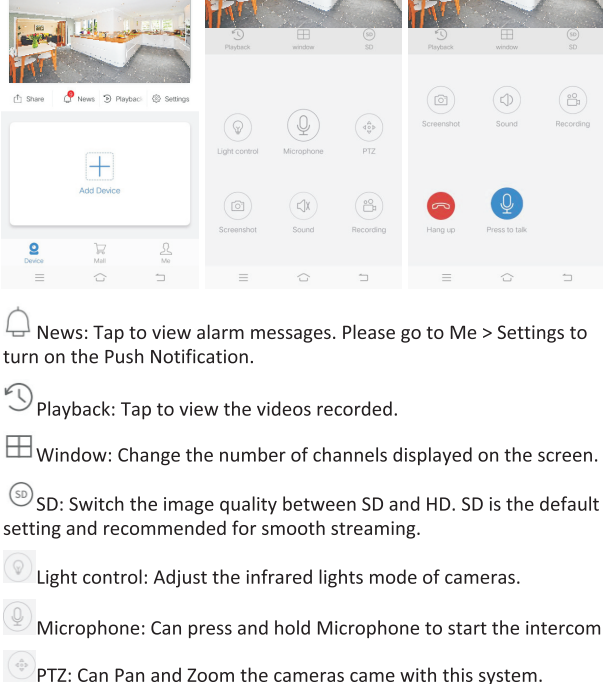 Share News Playbac Settings
Add Device
Device Mall Me
Playback window SD
Light control Microphone PTZ
Screenshot Sound Recording
Playback window SD
Screenshot Sound Recording
Hang up Press to talk
News: Tap to view alarm messages. Please go to Me > Settings to
turn on the Push Notification.
Playback: Tap to view the videos recorded.
Window: Change the number of channels displayed on the screen.
SD
SD: Switch the image quality between SD and HD. SD is the default
setting and recommended for smooth streaming.
Light control: Adjust the infrared lights mode of cameras.
Microphone: Can press and hold Microphone to start the intercom
PTZ: Can Pan and Zoom the cameras came with this system.